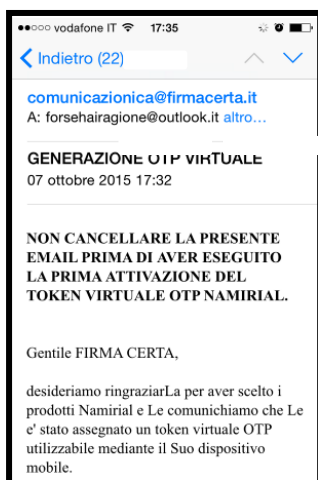 vodafone IT 17:35
Indietro (22)
comunicazionica@firmacerta.it
A: forsehairagione@outlook.it altro...
GENERAZIONE OTP VIRTUALE
07 ottobre 2015 17:32
NON CANCELLARE LA PRESENTE
EMAIL PRIMA DI AVER ESEGUITO
LA PRIMA ATTIVAZIONE DEL
TOKEN VIRTUALE OTP NAMIRIAL.
Gentile FIRMA CERTA,
desideriamo ringraziarLa per aver scelto i
prodotti Namirial e Le comunichiamo che Le
e' stato assegnato un token virtuale OTP
utilizzabile mediante il Suo dispositivo
mobile.